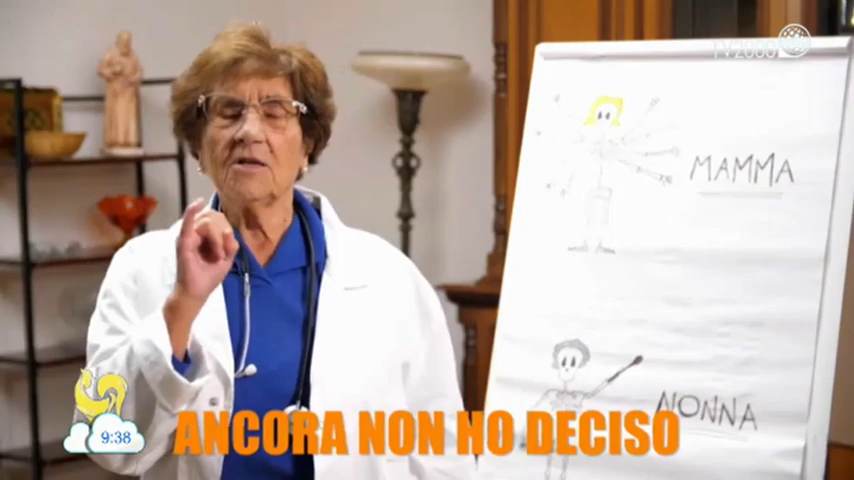 TV2000
MAMMA
NONNA
9:38
ANCORA NON HO DECISO